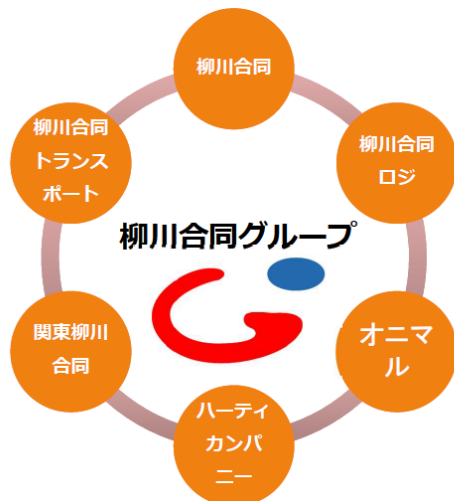 柳川合同
柳川合同
ロジ
オニマ
ル
ハーティ
カンパ
ニー
関東柳川
合同
柳川合同
トランス
ポート
柳川合同グループ